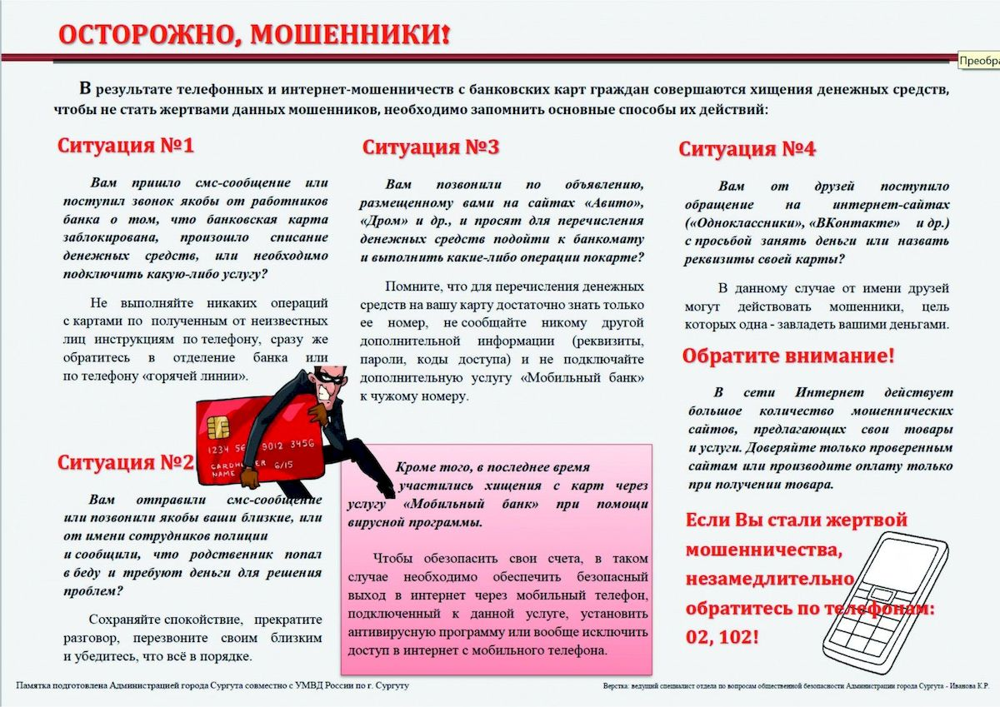 ОСТОРОЖНО, МОШЕННИКИ!
Преобра
В результате телефонных и интернет-мошенничеств с банковских карт граждан совершаются хищения денежных средств,
чтобы не стать жертвами данных мошенников, необходимо запомнить основные способы их действий:
Ситуация №1
Вам пришло смс-сообщение или
поступил звонок якобы от работников
банка о том, что банковская карта
заблокирована, произошло списание
денежных средств, или необходимо
подключить какую-либо услугу?
Не выполняйте никаких операций
с картами по полученным от неизвестных
лиц инструкциям по телефону, сразу же
обратитесь в отделение банка или
по телефону «горячей линии».
1234 56 9012 3456
CARDHOLDER 6/15
NAME
Ситуация №2
Вам отправили смс-сообщение
или позвонили якобы ваши близкие, или
от имени сотрудников полиции
и сообщили, что родственник попал
в беду и требуют деньги для решения
проблем?
Сохраняйте спокойствие, прекратите
разговор, перезвоните своим близким
и убедитесь, что всё в порядке.
Ситуация №3
Вам позвонили по объявлению,
размещенному вами на сайтах «Авито»,
«Дром» и др., и просят для перечисления
денежных средств подойти к банкомату
и выполнить какие-либо операции покарте?
Помните, что для перечисления денежных
средств на вашу карту достаточно знать только
ее номер, не сообщайте никому другой
дополнительной информации (реквизиты,
пароли, коды доступа) и не подключайте
дополнительную услугу «Мобильный банк»
к чужому номеру.
Кроме того, в последнее время
участились хищения с карт через
услугу «Мобильный банк» при помощи
вирусной программы.
Чтобы обезопасить свои счета, в таком
случае необходимо обеспечить безопасный
выход в интернет через мобильный телефон,
подключенный к данной услуге, установить
антивирусную программу или вообще исключить
доступ в интернет с мобильного телефона.
Ситуация №4
Вам от друзей поступило
обращение на интернет-сайтах
(«Одноклассники», «ВКонтакте» и др.)
с просьбой занять деньги или назвать
реквизиты своей карты?
В данном случае от имени друзей
могут действовать мошенники, цель
которых одна - завладеть вашими деньгами.
Обратите внимание!
В сети Интернет действует
большое количество мошеннических
сайтов, предлагающих свои товары
и услуги. Доверяйте только проверенным
сайтам или производите оплату только
при получении товара.
Если Вы стали жертвой
мошенничества,
незамедлительно
обратитесь по телефонам:
02, 102!
Памятка подготовлена Администрацией города Сургута совместно с УМВД России по г. Сургуту
Верстка: ведущий специалист отдела по вопросам общественной безопасности Администрации города Сургута - Иванова К.Р.